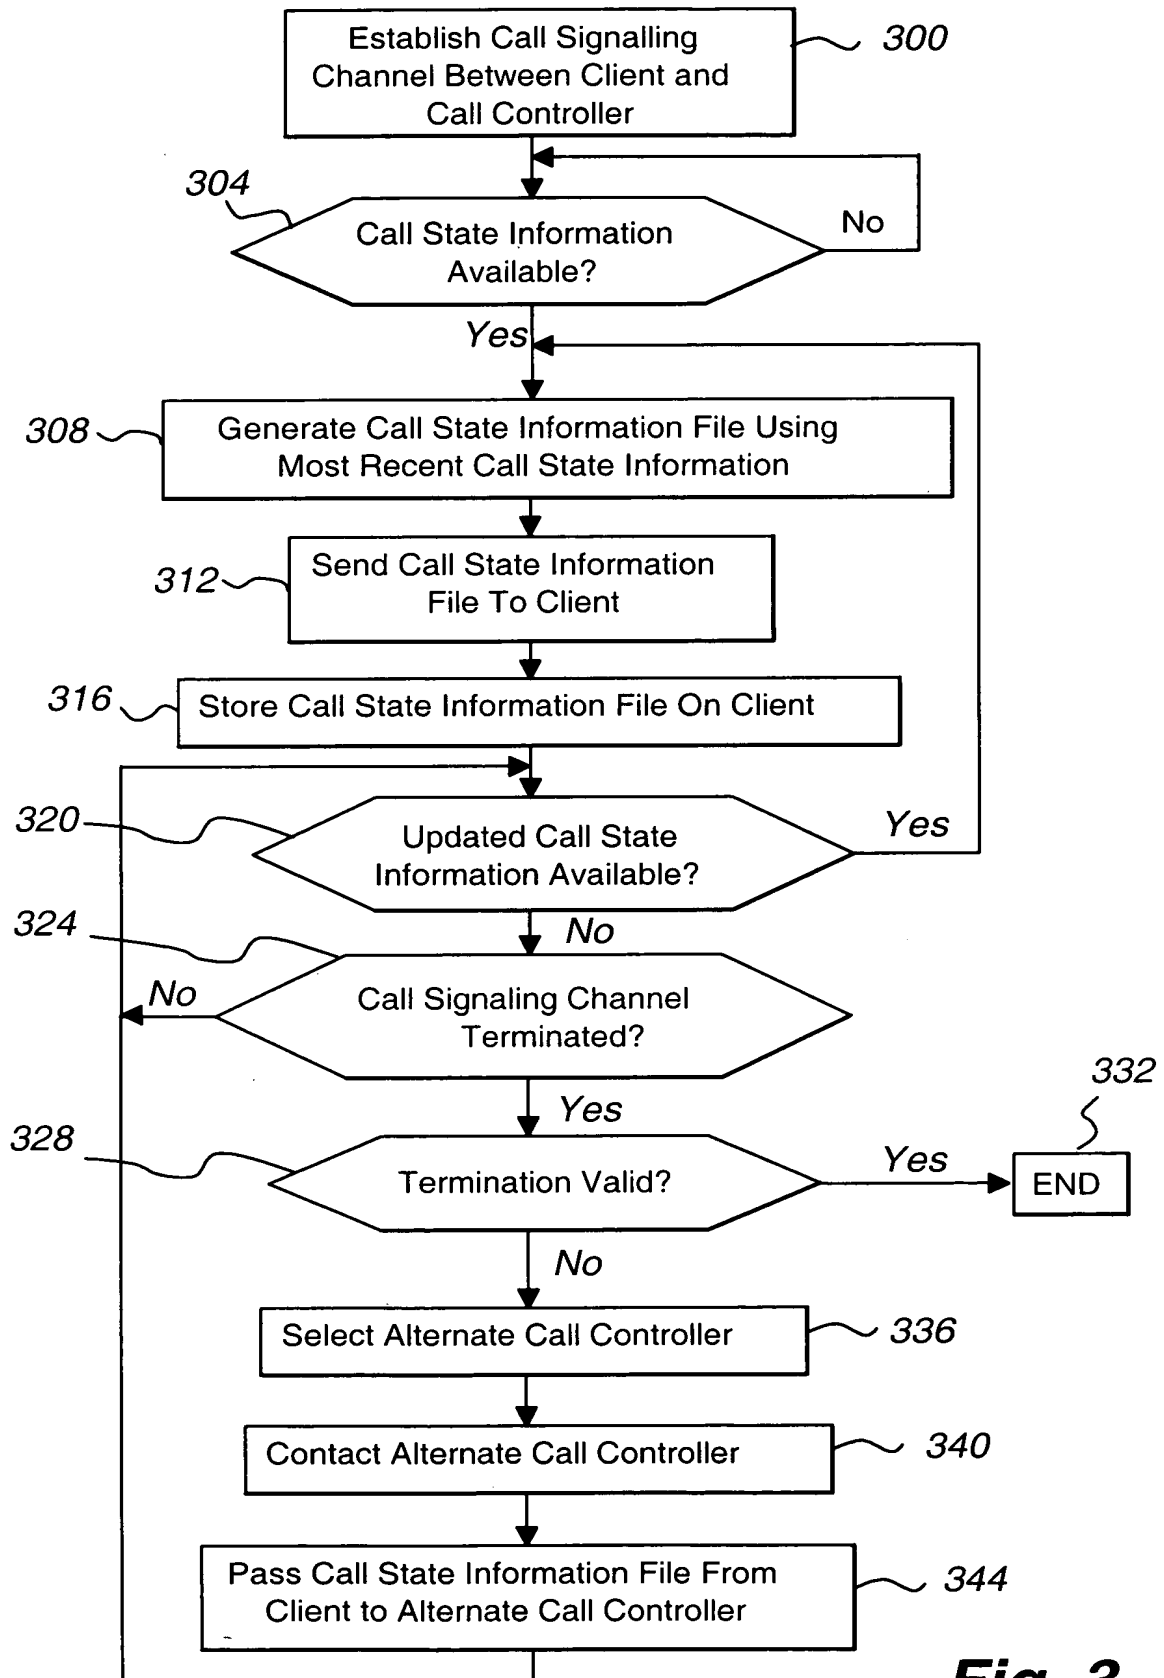 Establish Call Signalling
Channel Between Client and
Call Controller
300
304
Call State Information
Available?
No
Yes
308
Generate Call State Information File Using
Most Recent Call State Information
312
Send Call State Information
File To Client
316
Store Call State Information File On Client
320
Updated Call State
Information Available?
Yes
No
324
Call Signaling Channel
Terminated?
No
Yes
328
Termination Valid?
Yes
332
END
No
Select Alternate Call Controller
336
Contact Alternate Call Controller
340
Pass Call State Information File From
Client to Alternate Call Controller
344
Fig. 3